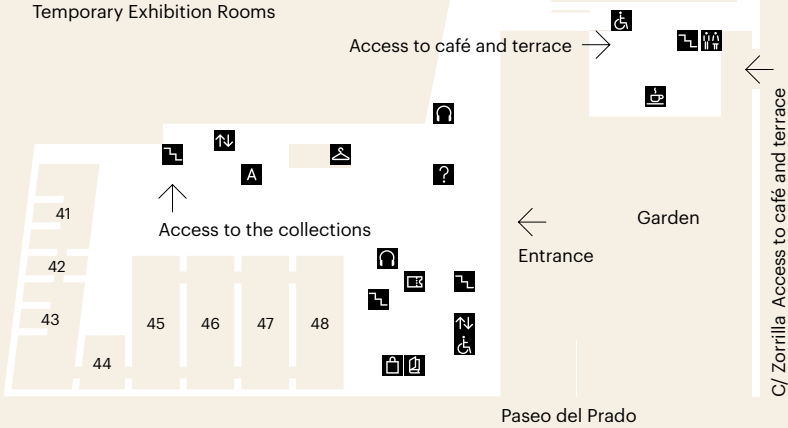 Temporary Exhibition Rooms
Access to café and terrace
A
?
41
Access to the collections
Garden
Entrance
42
43
45
46
47
48
44
C/ Zorrilla Access to café and terrace
Paseo del Prado